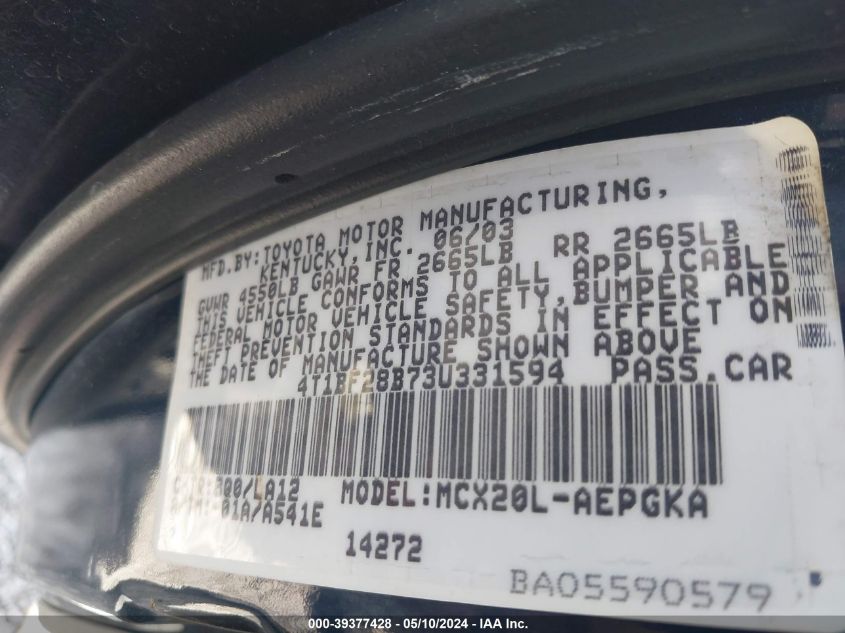 MFD.BY:TOYOTA MOTOR MANUFACTURING,
KENTUCKY,INC. 06/03
GVWR 4550LB GAWR FR 2665LB RR 2665LB
THIS VEHICLE CONFORMS TO ALL APPLICABLE
FEDERAL MOTOR VEHICLE SAFETY,BUMPER AND
THEFT PREVENTION STANDARDS IN EFFECT ON
THE DATE OF MANUFACTURE SHOWN ABOVE
4T1BF28B73U331594 PASS.CAR
/LA12 MODEL:MCX20L-AEPGKA
01A/A541E
14272
BA05590579
000-39377428 - 05/10/2024 - IAA Inc.